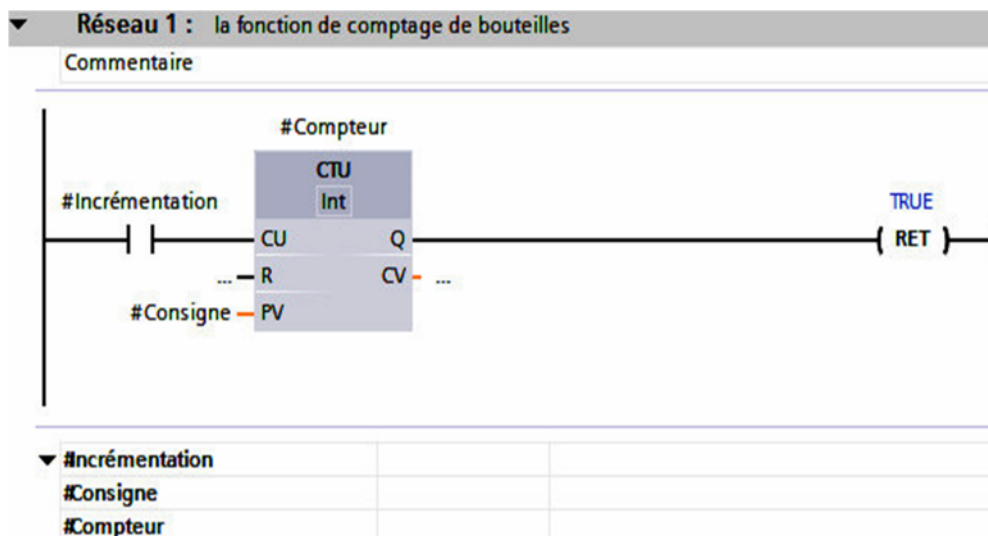 Réseau 1 : la fonction de comptage de bouteilles
Commentaire
#Compteur
CTU
Int
#Incrémentation
TRUE
CU Q
RET
... R CV ...
#Consigne PV
#Incrémentation
#Consigne
#Compteur